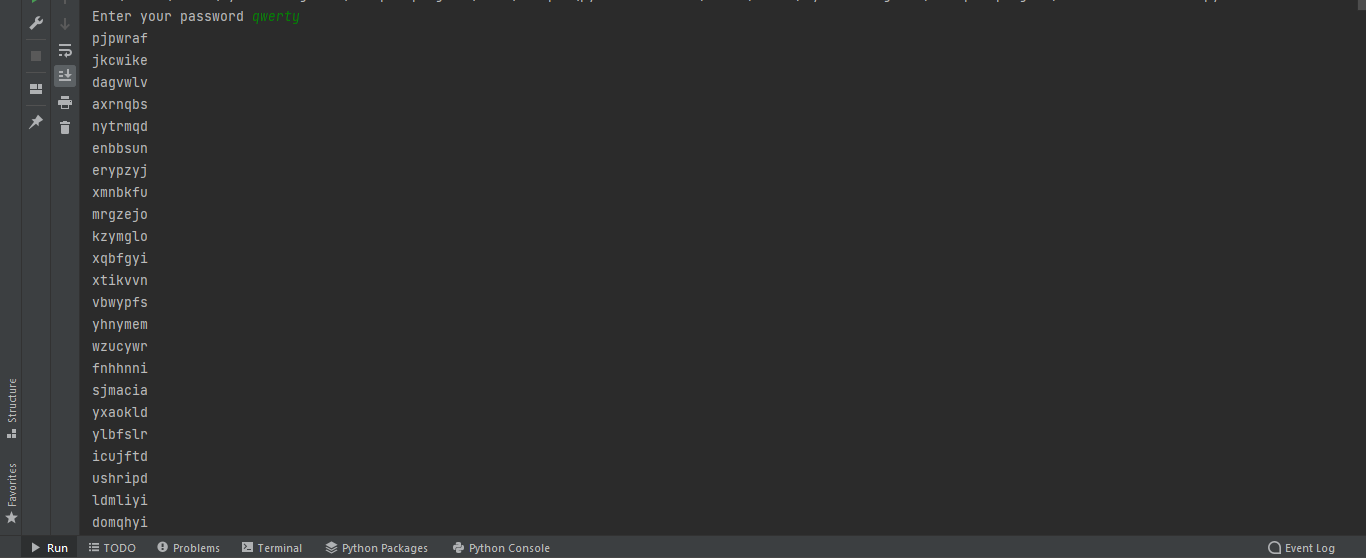 Enter your password qwerty
pjpwraf
jkcwike
dagvwlv
axrnqbs
nytrmqd
enbbsun
erypzyj
xmnbkfu
mrgzejo
kzymglo
xqbfgyi
xtikvvn
vbwypfs
yhnymem
wzucywr
fnhhnni
sjmacia
yxaokld
ylbfslr
icujftd
ushripd
ldmliyi
domqhyi
Structure
Favorites
Run TODO Problems Terminal Python Packages Python Console Event Log